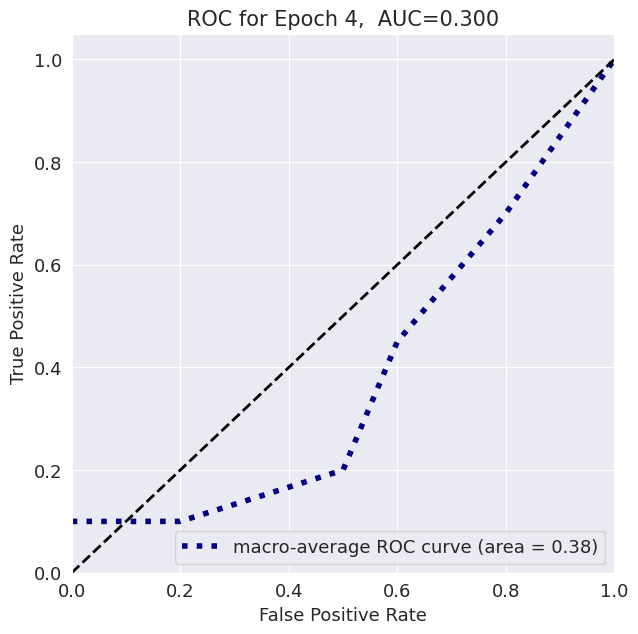 ROC for Epoch 4,  AUC=0.300
True Positive Rate
1.0
0.8
0.6
0.4
0.2
0.0
macro-average ROC curve (area = 0.38)
0.0 0.2 0.4 0.6 0.8 1.0
False Positive Rate